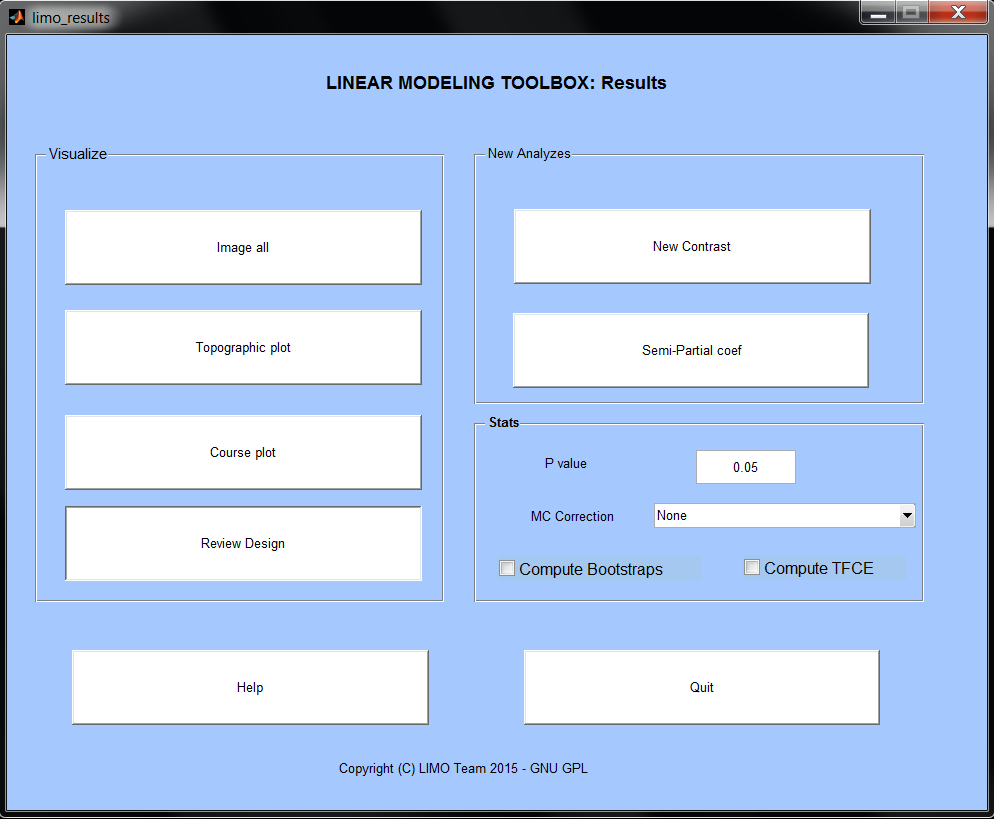 limo_results
LINEAR MODELING TOOLBOX: Results
Visualize
Image all
Topographic plot
Course plot
Review Design
New Analyzes
New Contrast
Semi-Partial coef
Stats
P value
0.05
MC Correction
None
Compute Bootstraps
Compute TFCE
Help
Quit
Copyright (C) LIMO Team 2015 - GNU GPL